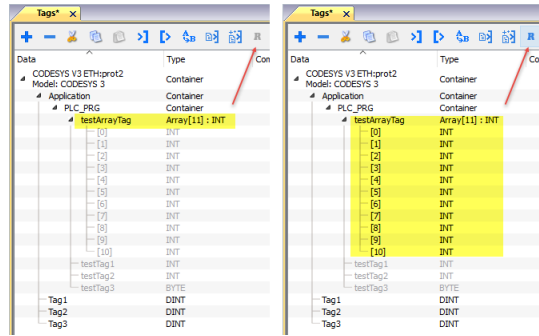 Tags* x
R
Data Type Cor
CODESYS V3 ETH:prot2
Model: CODESYS 3 Container
Application Container
PLC_PRG Container
testArrayTag Array[11] : INT
[0] INT
[1] INT
[2] INT
[3] INT
[4] INT
[5] INT
[6] INT
[7] INT
[8] INT
[9] INT
[10] INT
testTag1 INT
testTag2 INT
testTag3 BYTE
Tag1 DINT
Tag2 DINT
Tag3 DINT
Tags* x
R
Data Type Co
CODESYS V3 ETH:prot2
Model: CODESYS 3 Container
Application Container
PLC_PRG Container
testArrayTag Array[11] : INT
[0] INT
[1] INT
[2] INT
[3] INT
[4] INT
[5] INT
[6] INT
[7] INT
[8] INT
[9] INT
[10] INT
testTag1 INT
testTag2 INT
testTag3 BYTE
Tag1 DINT
Tag2 DINT
Tag3 DINT